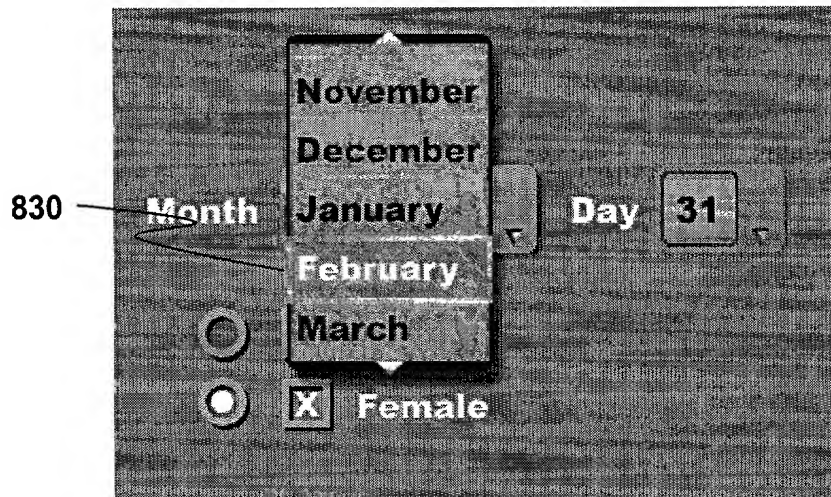 November
December
830 Month January Day 31
February
March
X Female